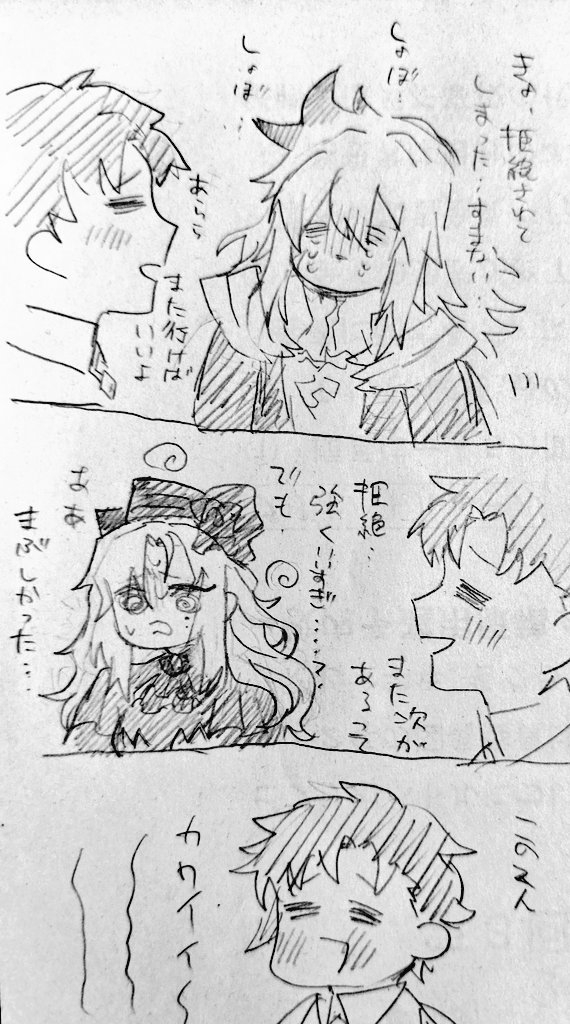 きょ、拒絶されて
しまった…すまない…
しょぼ…
しょぼ…
あらら
また行けば
いいよ
拒絶…
強くいいすぎ……？
でも…
ああ
まぶしかった…
また次が
あるって
この2人
カワイイ〜